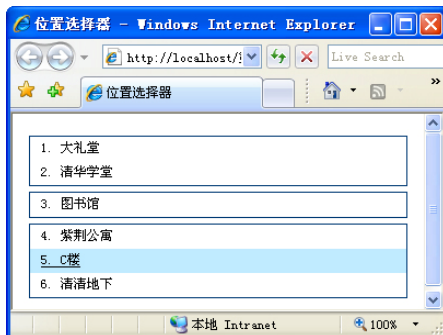 位置选择器 - Windows Internet Explorer
http://localhost/
Live Search
位置选择器
»
1. 大礼堂
2. 清华学堂
3. 图书馆
4. 紫荆公寓
5. C楼
6. 清清地下
本地 Intranet
100%